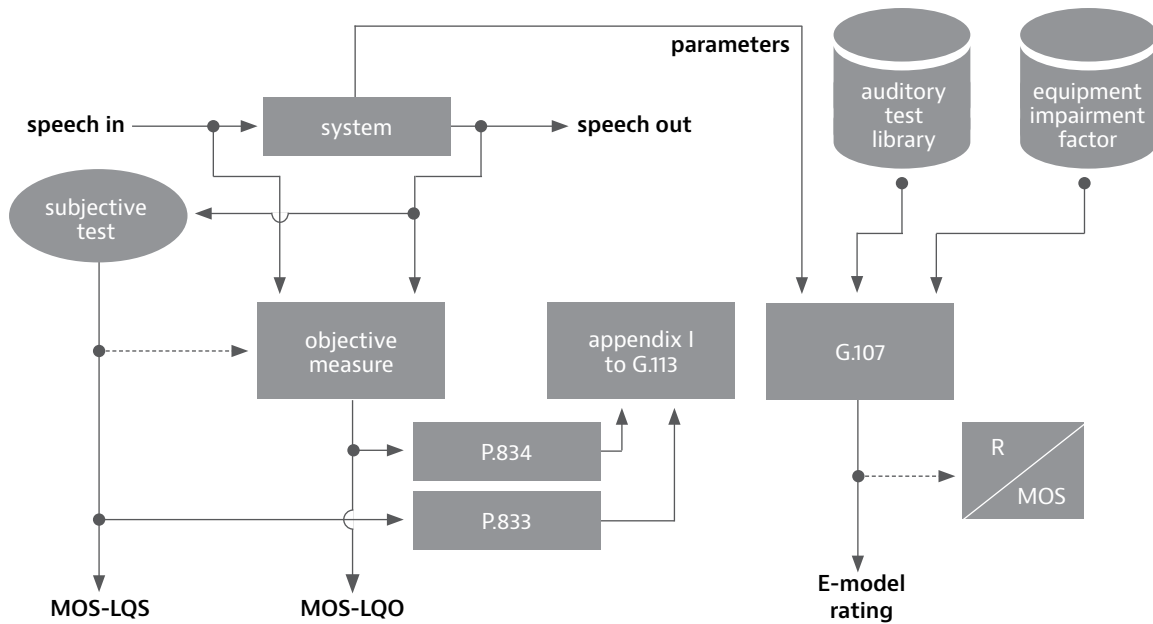 parameters
auditory
test
library
equipment
impairment
factor
speech in
system
speech out
subjective
test
objective
measure
appendix I
to G.113
G.107
P.834
R
MOS
P.833
MOS-LQS
MOS-LQO
E-model
rating